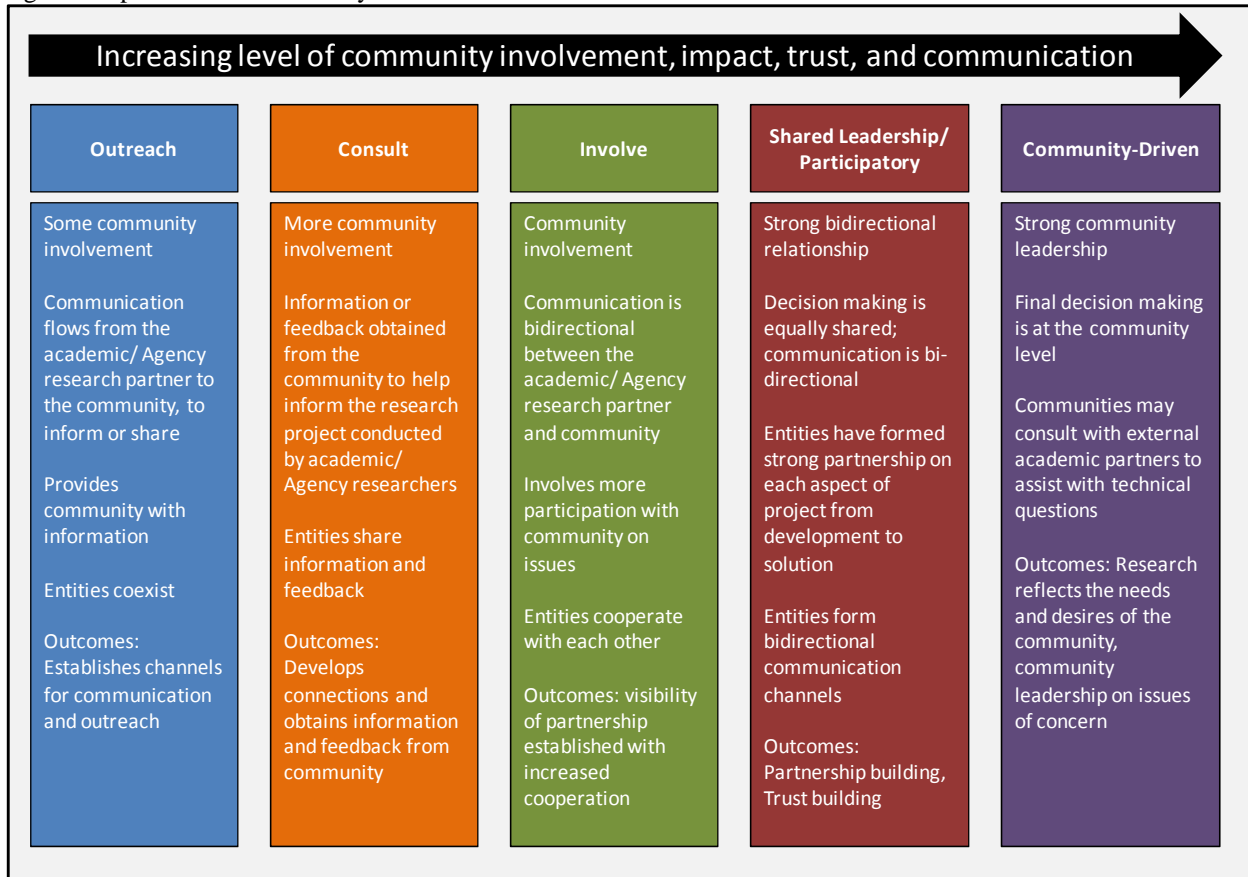 Increasing level of community involvement, impact, trust, and communication
Outreach
Some community
involvement
Communication
flows from the
academic/ Agency
research partner to
the community, to
inform or share
Provides
community with
information
Entities coexist
Outcomes:
Establishes channels
for communication
and outreach
Consult
More community
involvement
Information or
feedback obtained
from the
community to help
inform the research
project conducted
by academic/
Agency researchers
Entities share
information and
feedback
Outcomes:
Develops
connections and
obtains information
and feedback from
community
Involve
Community
involvement
Communication is
bidirectional
between the
academic/ Agency
research partner
and community
Involves more
participation with
community on
issues
Entities cooperate
with each other
Outcomes: visibility
of partnership
established with
increased
cooperation
Shared Leadership/
Participatory
Strong bidirectional
relationship
Decision making is
equally shared;
communication is bi-
directional
Entities have formed
strong partnership on
each aspect of
project from
development to
solution
Entities form
bidirectional
communication
channels
Outcomes:
Partnership building,
Trust building
Community-Driven
Strong community
leadership
Final decision making
is at the community
level
Communities may
consult with external
academic partners to
assist with technical
questions
Outcomes: Research
reflects the needs
and desires of the
community,
community
leadership on issues
of concern